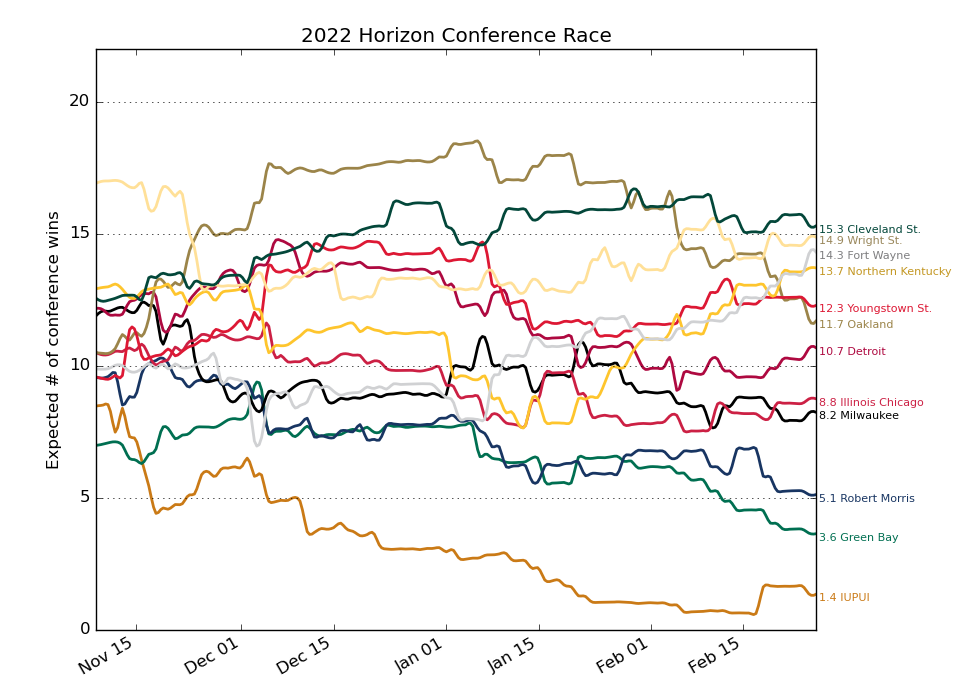 2022 Horizon Conference Race
Expected # of conference wins
20
15
10
5
0
15.3 Cleveland St.
14.9 Wright St.
14.3 Fort Wayne
13.7 Northern Kentucky
12.3 Youngstown St.
11.7 Oakland
10.7 Detroit
8.8 Illinois Chicago
8.2 Milwaukee
5.1 Robert Morris
3.6 Green Bay
1.4 IUPUI
Nov 15
Dec 01
Dec 15
Jan 01
Jan 15
Feb 01
Feb 15